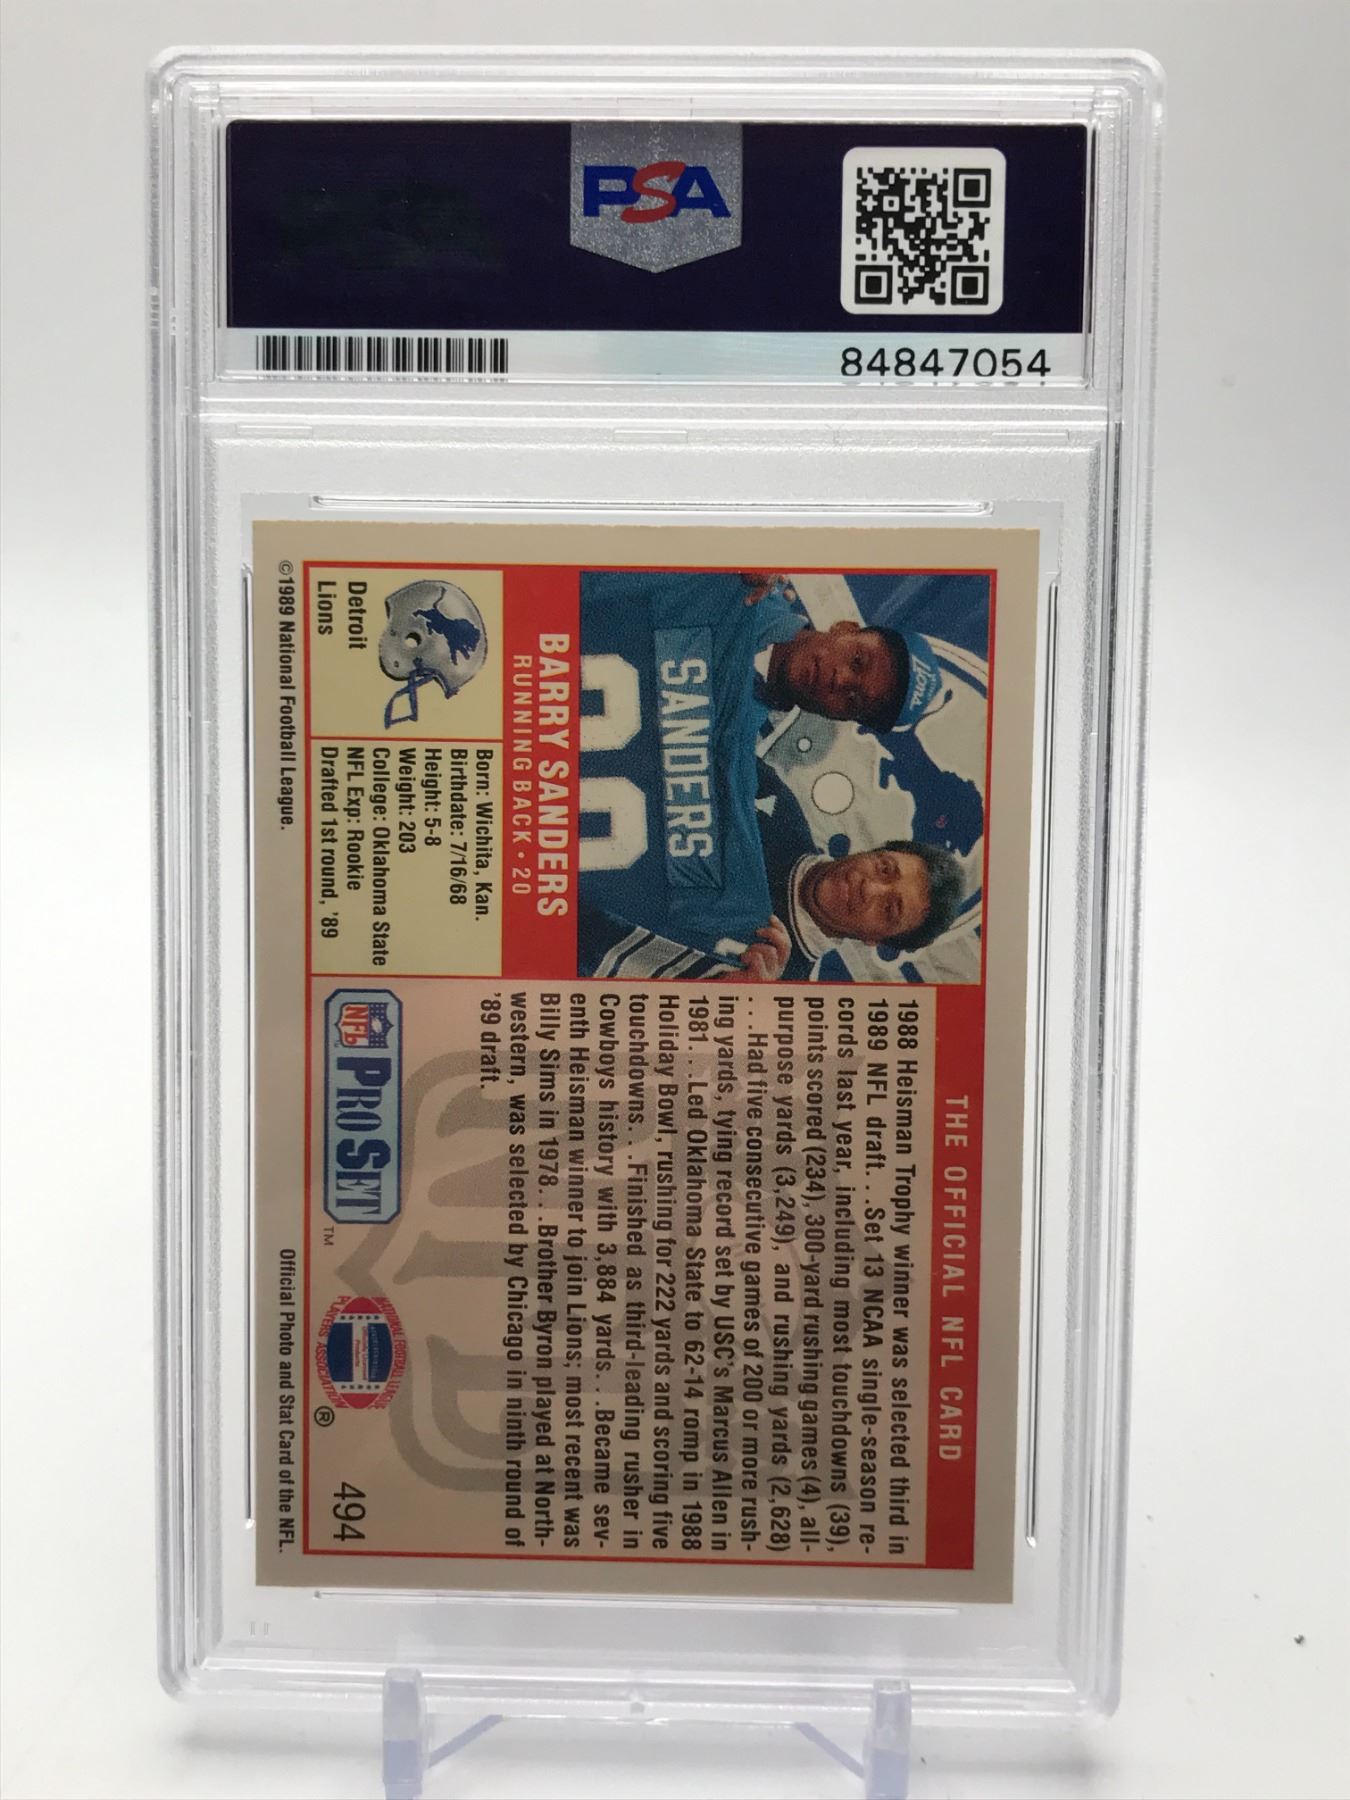 PSA
84847054
Lions
SANDERS
BARRY SANDERS
RUNNING BACK • 20
Detroit
Lions
Born: Wichita, Kan.
Birthdate: 7/16/68
Height: 5-8
Weight: 203
College: Oklahoma State
NFL Exp: Rookie
Drafted 1st round, '89
THE OFFICIAL NFL CARD
1988 Heisman Trophy winner was selected third in
1989 NFL draft. . .Set 13 NCAA single-season re-
cords last year, including most touchdowns (39),
points scored (234), 300-yard rushing games (4), all-
purpose yards (3,249), and rushing yards (2,628)
. . .Had five consecutive games of 200 or more rush-
ing yards, tying record set by USC's Marcus Allen in
1981. . .Led Oklahoma State to 62-14 romp in 1988
Holiday Bowl, rushing for 222 yards and scoring five
touchdowns. . .Finished as third-leading rusher in
Cowboys history with 3,884 yards. . .Became sev-
enth Heisman winner to join Lions; most recent was
Billy Sims in 1978. . .Brother Byron played at North-
western, was selected by Chicago in ninth round of
'89 draft.
NFL PRO SET ™
NATIONAL FOOTBALL LEAGUE
PLAYERS ASSOCIATION ®
494
©1989 National Football League.
Official Photo and Stat Card of the NFL.